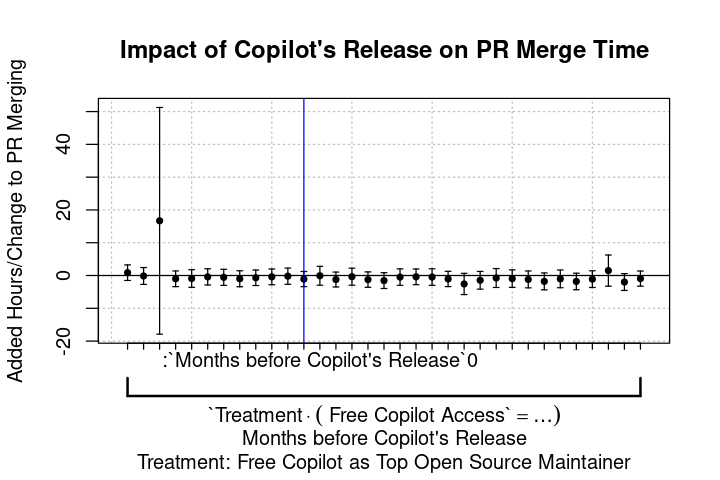 Impact of Copilot's Release on PR Merge Time
Added Hours/Change to PR Merging
40
20
0
-20
:`Months before Copilot's Release`0
`Treatment · ( Free Copilot Access` = …)
Months before Copilot's Release
Treatment: Free Copilot as Top Open Source Maintainer